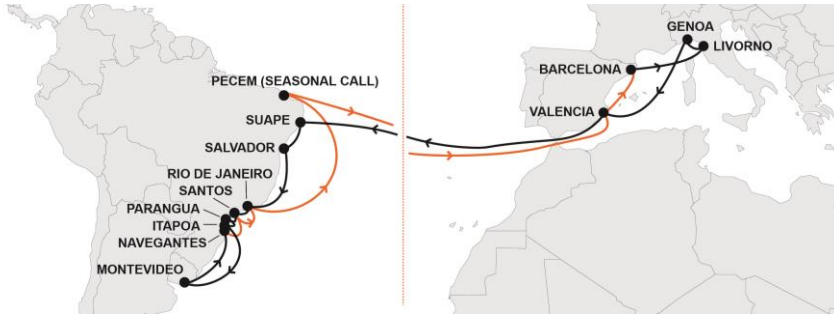 GENOA
LIVORNO
BARCELONA
PECEM (SEASONAL CALL)
VALENCIA
SUAPE
SALVADOR
RIO DE JANEIRO
SANTOS
PARANGUA
ITAPOA
NAVEGANTES
MONTEVIDEO